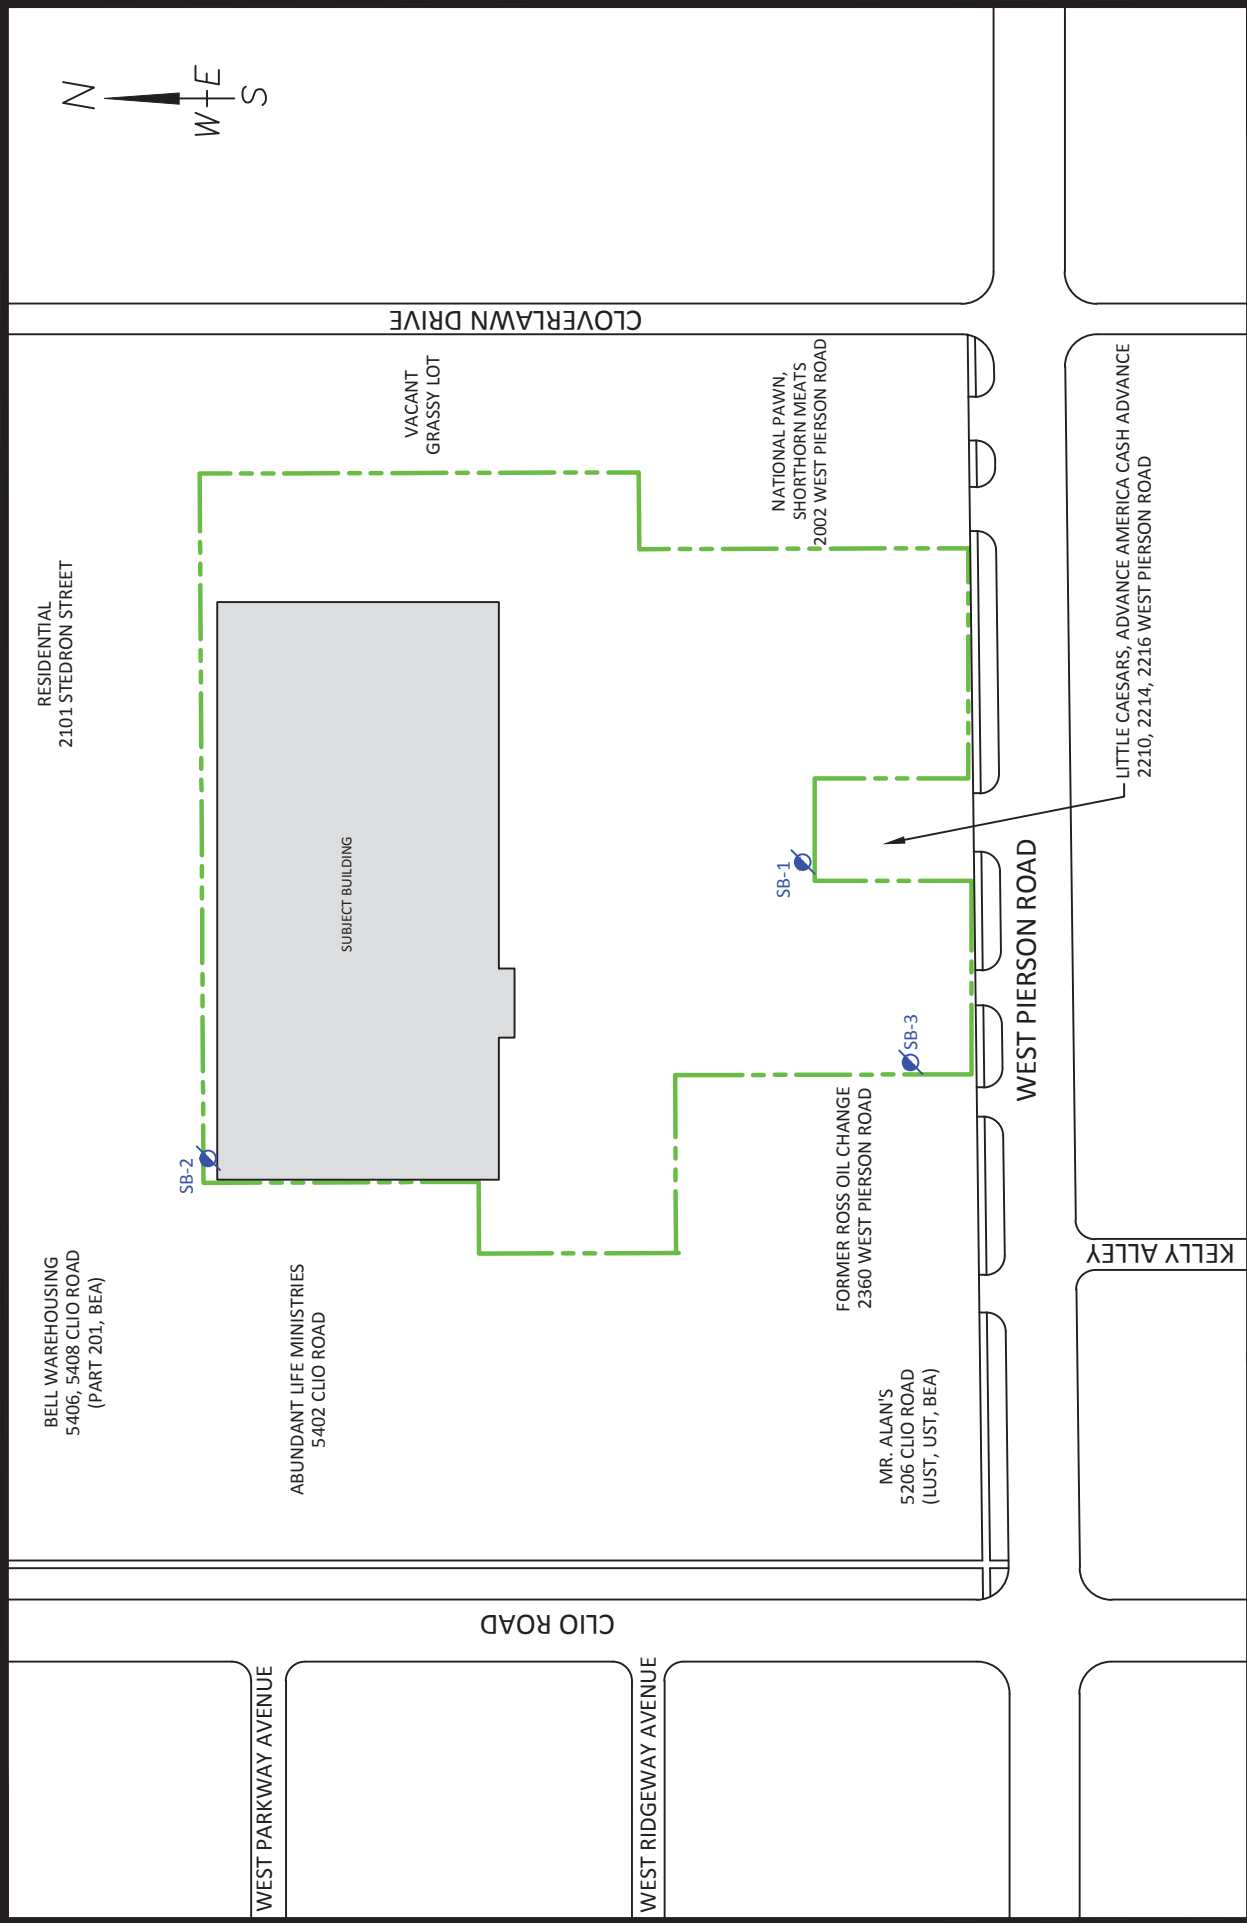 N
W E
S
RESIDENTIAL
2101 STEDRON STREET
BELL WAREHOUSING
5406, 5408 CLIO ROAD
(PART 201, BEA)
ABUNDANT LIFE MINISTRIES
5402 CLIO ROAD
SB-2
SUBJECT BUILDING
VACANT
GRASSY LOT
CLOVERLAWN DRIVE
CLIO ROAD
WEST PARKWAY AVENUE
WEST RIDGEWAY AVENUE
NATIONAL PAWN,
SHORTHORN MEATS
2002 WEST PIERSON ROAD
SB-1
SB-3
FORMER ROSS OIL CHANGE
2360 WEST PIERSON ROAD
MR. ALAN'S
5206 CLIO ROAD
(LUST, UST, BEA)
WEST PIERSON ROAD
KELLY ALLEY
LITTLE CAESARS, ADVANCE AMERICA CASH ADVANCE
2210, 2214, 2216 WEST PIERSON ROAD